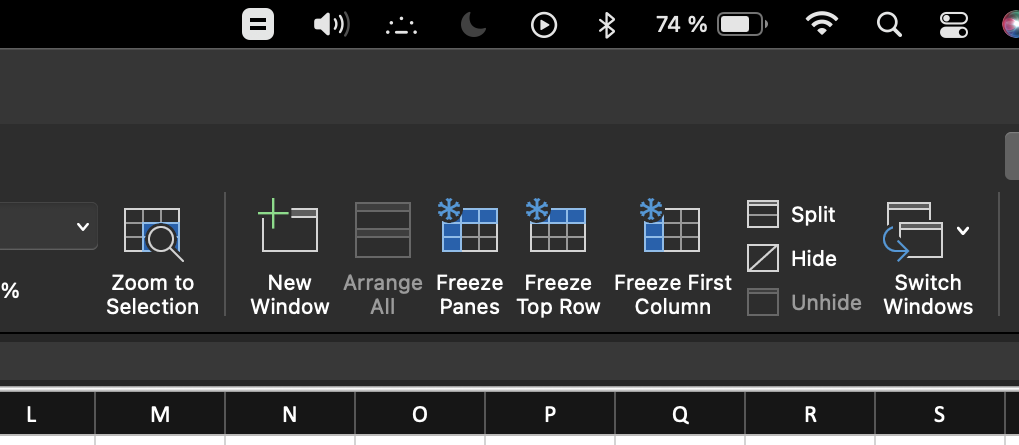 74 %
Zoom to
Selection
New
Window
Arrange
All
Freeze
Panes
Freeze
Top Row
Freeze First
Column
Split
Hide
Unhide
Switch
Windows
%
L M N O P Q R S